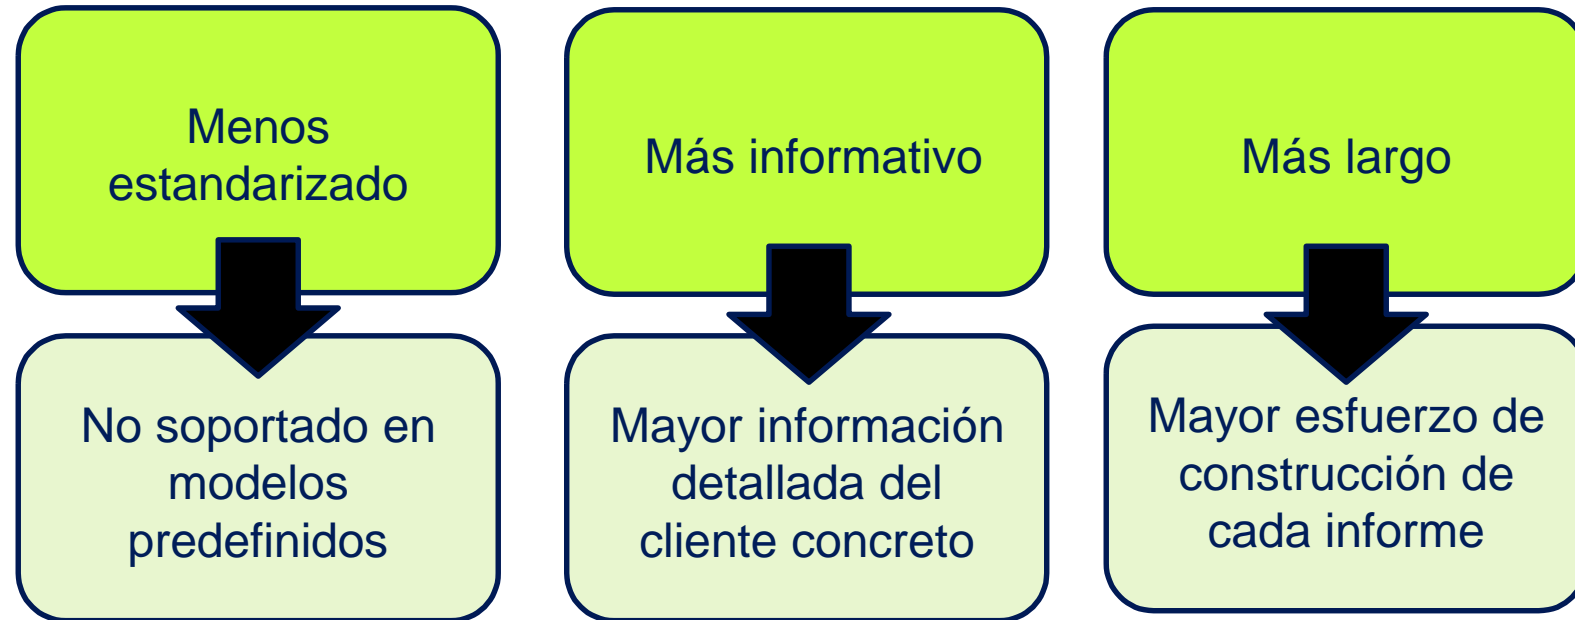 Menos
estandarizado
Más informativo
Más largo
No soportado en
modelos
predefinidos
Mayor información
detallada del
cliente concreto
Mayor esfuerzo de
construcción de
cada informe